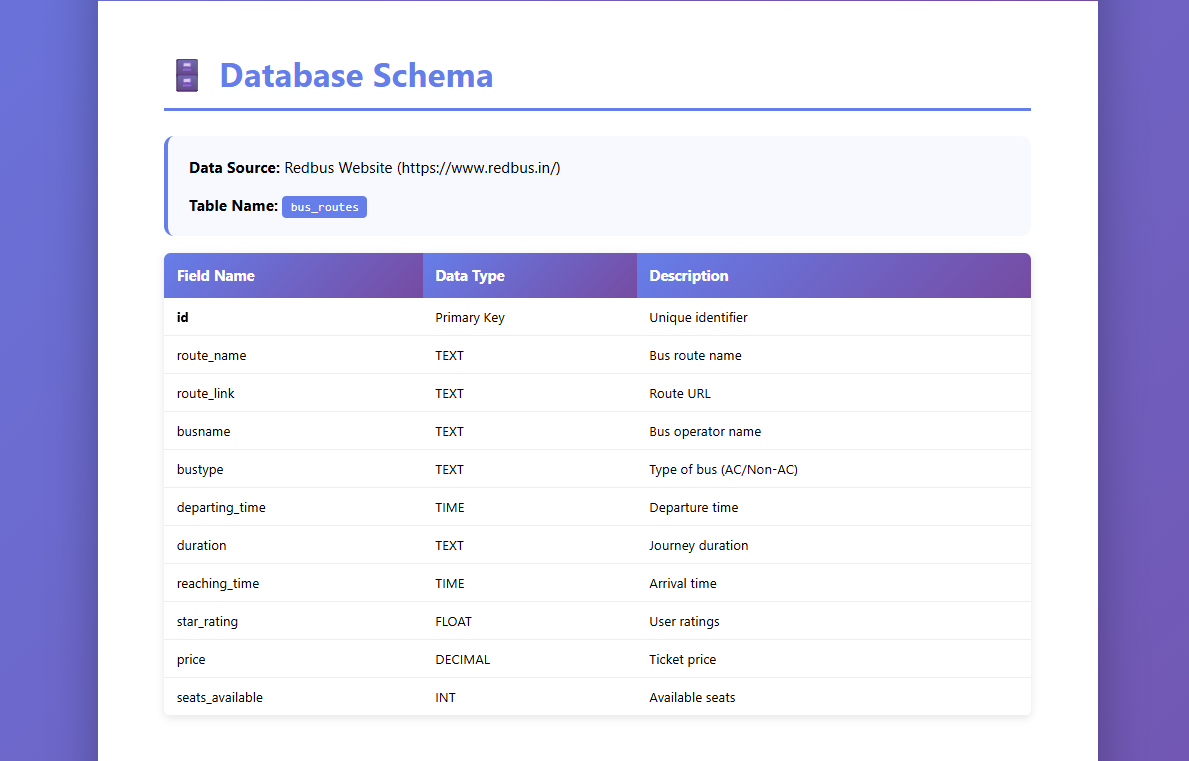 Database Schema
Data Source: Redbus Website (https://www.redbus.in/)
Table Name: bus_routes
Field Name Data Type Description
id Primary Key Unique identifier
route_name TEXT Bus route name
route_link TEXT Route URL
busname TEXT Bus operator name
bustype TEXT Type of bus (AC/Non-AC)
departing_time TIME Departure time
duration TEXT Journey duration
reaching_time TIME Arrival time
star_rating FLOAT User ratings
price DECIMAL Ticket price
seats_available INT Available seats